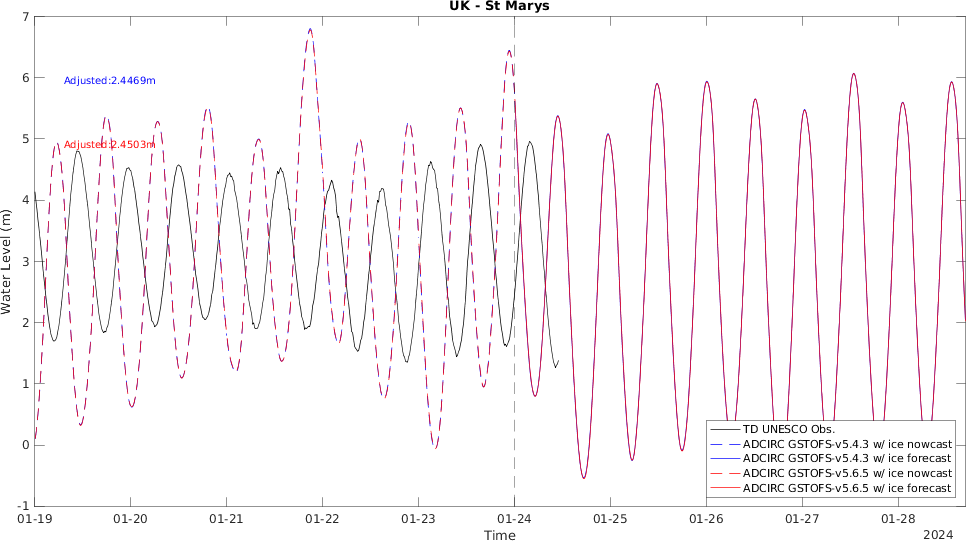 UK - St Marys
7
6
5
4
3
2
1
0
-1
Water Level (m)
Adjusted:2.4469m
Adjusted:2.4503m
TD UNESCO Obs.
ADCIRC GSTOFS-v5.4.3 w/ ice nowcast
ADCIRC GSTOFS-v5.4.3 w/ ice forecast
ADCIRC GSTOFS-v5.6.5 w/ ice nowcast
ADCIRC GSTOFS-v5.6.5 w/ ice forecast
01-19 01-20 01-21 01-22 01-23 01-24 01-25 01-26 01-27 01-28
Time
2024